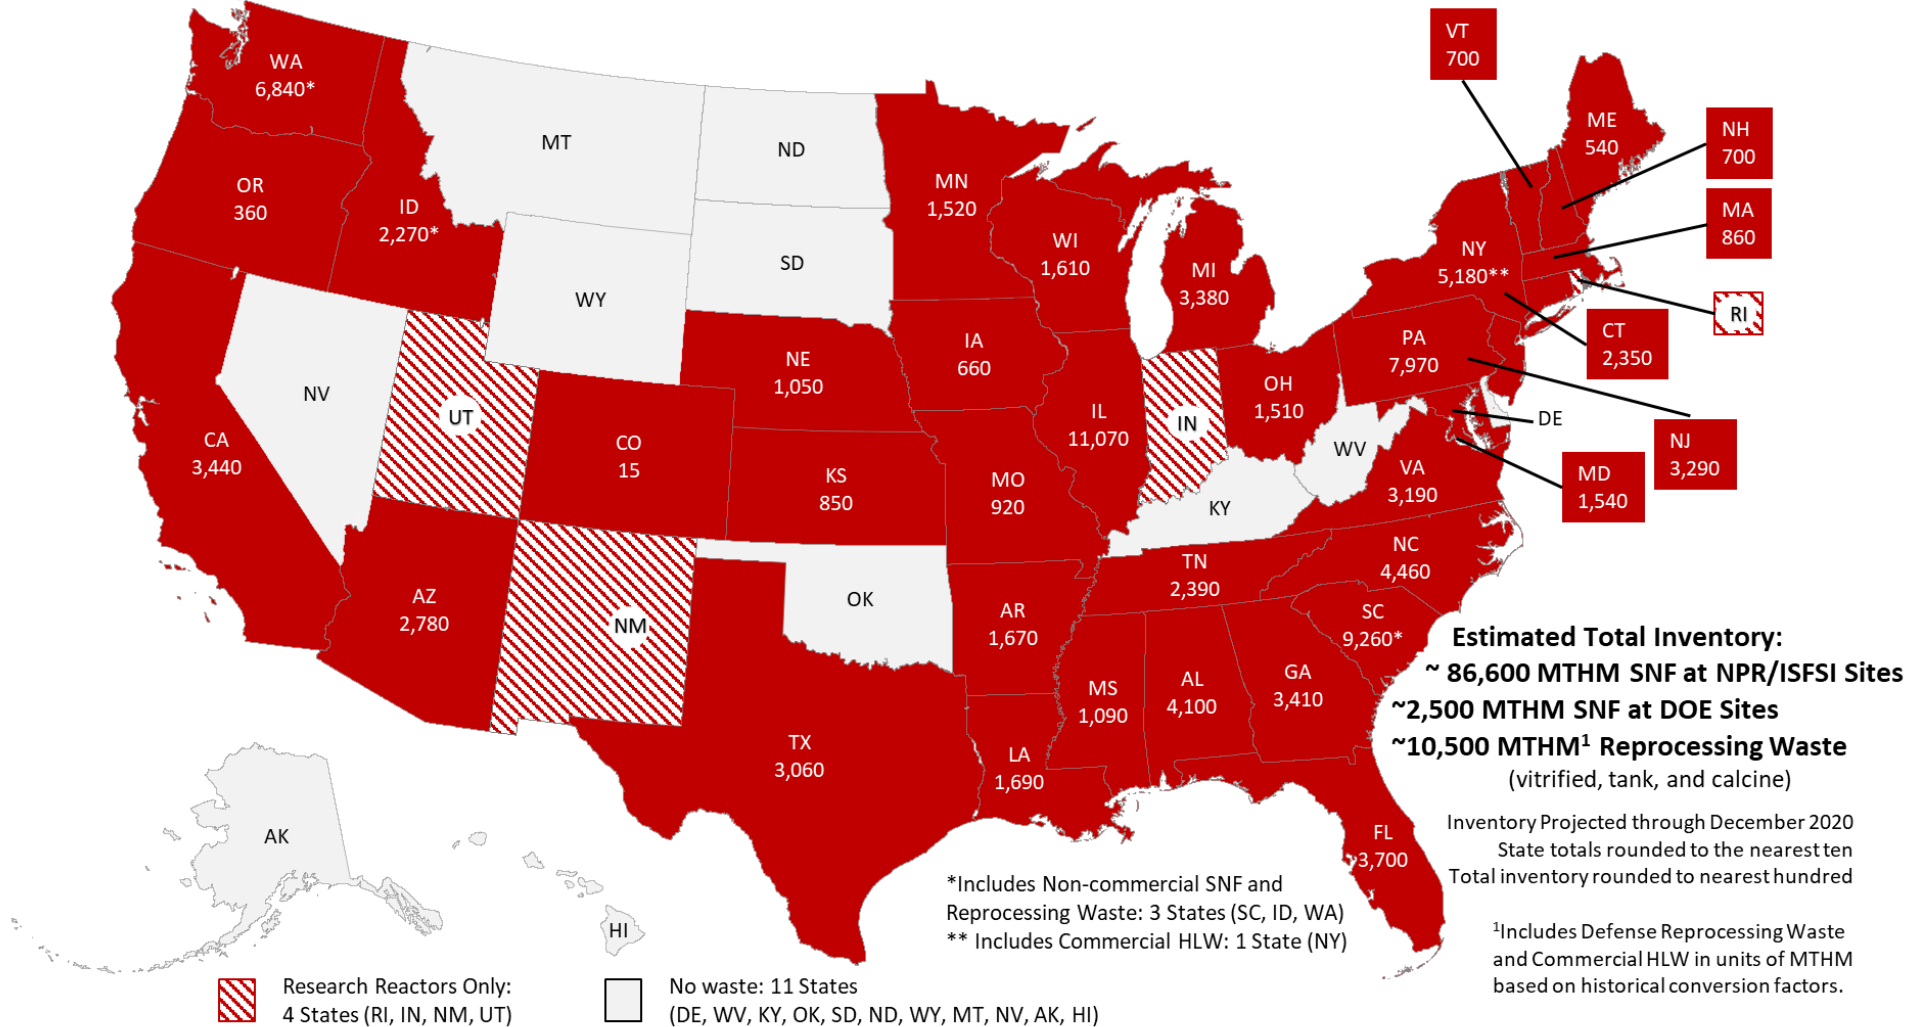 WA
6,840*
OR
360
ID
2,270*
MT
ND
SD
WY
NV
CA
3,440
UT
CO
15
AZ
2,780
NM
NE
1,050
KS
850
OK
TX
3,060
MN
1,520
IA
660
MO
920
AR
1,670
LA
1,690
WI
1,610
IL
11,070
MI
3,380
IN
OH
1,510
KY
WV
TN
2,390
MS
1,090
AL
4,100
GA
3,410
FL
3,700
SC
9,260*
NC
4,460
VA
3,190
PA
7,970
NY
5,180**
VT
700
ME
540
NH
700
MA
860
RI
CT
2,350
DE
NJ
3,290
MD
1,540
AK
HI
Estimated Total Inventory:
~ 86,600 MTHM SNF at NPR/ISFSI Sites
~2,500 MTHM SNF at DOE Sites
~10,500 MTHM¹ Reprocessing Waste
(vitrified, tank, and calcine)
Inventory Projected through December 2020
State totals rounded to the nearest ten
Total inventory rounded to nearest hundred
¹Includes Defense Reprocessing Waste
and Commercial HLW in units of MTHM
based on historical conversion factors.
*Includes Non-commercial SNF and
Reprocessing Waste: 3 States (SC, ID, WA)
** Includes Commercial HLW: 1 State (NY)
Research Reactors Only:
4 States (RI, IN, NM, UT)
No waste: 11 States
(DE, WV, KY, OK, SD, ND, WY, MT, NV, AK, HI)